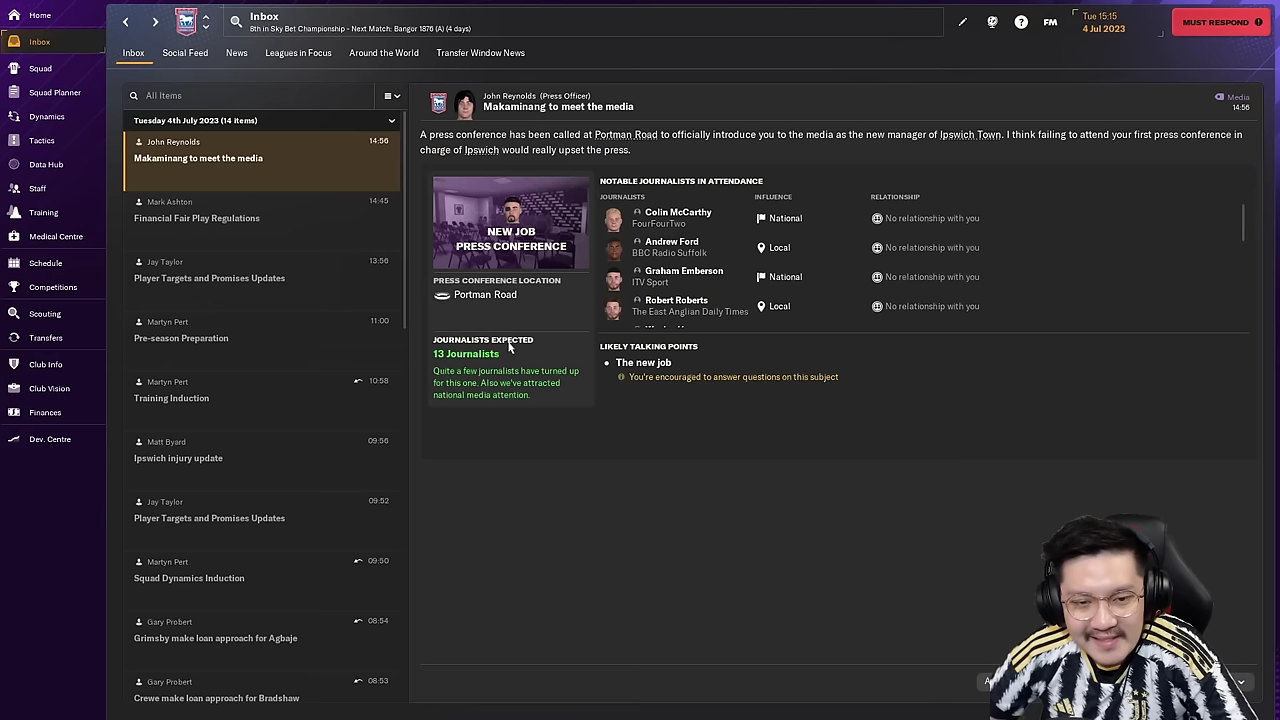 Home
Inbox
Squad
Squad Planner
Dynamics
Tactics
Data Hub
Staff
Training
Medical Centre
Schedule
Competitions
Scouting
Transfers
Club Info
Club Vision
Finances
Dev. Centre
Inbox
8th in Sky Bet Championship - Next Match: Bangor 1876 (A) (4 days)
FM
Tue 15:15
4 Jul 2023
MUST RESPOND
Inbox
Social Feed
News
Leagues in Focus
Around the World
Transfer Window News
All Items
Tuesday 4th July 2023 (14 items)
John Reynolds 14:56
Makaminang to meet the media
Mark Ashton 14:45
Financial Fair Play Regulations
Jay Taylor 13:56
Player Targets and Promises Updates
Martyn Pert 11:00
Pre-season Preparation
Martyn Pert 10:58
Training Induction
Matt Byard 09:56
Ipswich injury update
Jay Taylor 09:52
Player Targets and Promises Updates
Martyn Pert 09:50
Squad Dynamics Induction
Gary Probert 08:54
Grimsby make loan approach for Agbaje
Gary Probert 08:53
Crewe make loan approach for Bradshaw
John Reynolds (Press Officer)
Makaminang to meet the media
Media
14:56
A press conference has been called at Portman Road to officially introduce you to the media as the new manager of Ipswich Town. I think failing to attend your first press conference in
charge of Ipswich would really upset the press.
NEW JOB
PRESS CONFERENCE
PRESS CONFERENCE LOCATION
Portman Road
JOURNALISTS EXPECTED
13 Journalists
Quite a few journalists have turned up
for this one. Also we've attracted
national media attention.
NOTABLE JOURNALISTS IN ATTENDANCE
JOURNALISTS INFLUENCE RELATIONSHIP
Colin McCarthy
FourFourTwo
National
No relationship with you
Andrew Ford
BBC Radio Suffolk
Local
No relationship with you
Graham Emberson
ITV Sport
National
No relationship with you
Robert Roberts
The East Anglian Daily Times
Local
No relationship with you
LIKELY TALKING POINTS
The new job
You're encouraged to answer questions on this subject